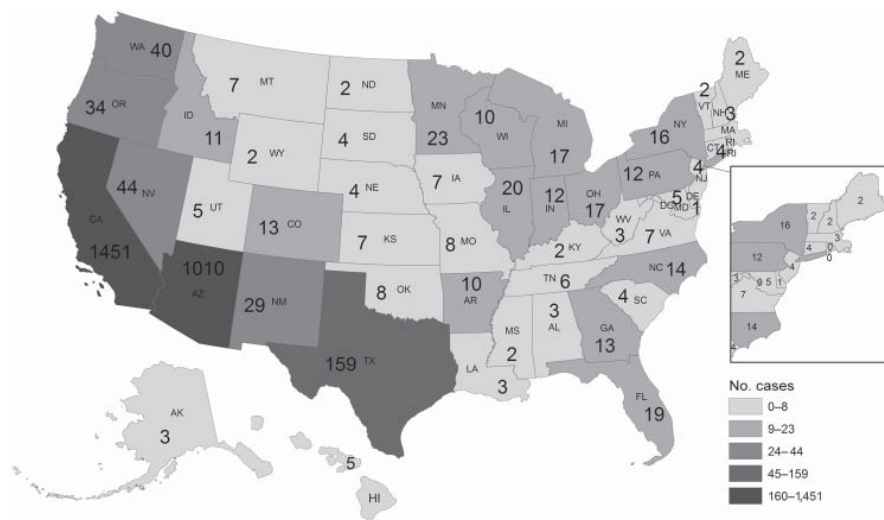 WA 40
OR 34
ID 11
7 MT
2 ND
MN 23
10 WI
MI 17
NY 16
2 VT
NH 3
2 ME
MA
RI
CT 4
2 WY
4 SD
7 IA
20 IL
12 IN
OH 17
12 PA
4 NJ
44 NV
5 UT
13 CO
4 NE
8 MO
2 KY
WV 3
7 VA
DC 5 MD
DE 1
CA 1451
1010 AZ
29 NM
7 KS
8 OK
10 AR
TN 6
NC 14
4 SC
159 TX
LA 3
MS 2
3 AL
GA 13
FL 19
AK 3
5
HI
16
2
2
2
3
12
4
0
0
4
3
5
1
7
14
4
No. cases
0–8
9–23
24–44
45–159
160–1,451